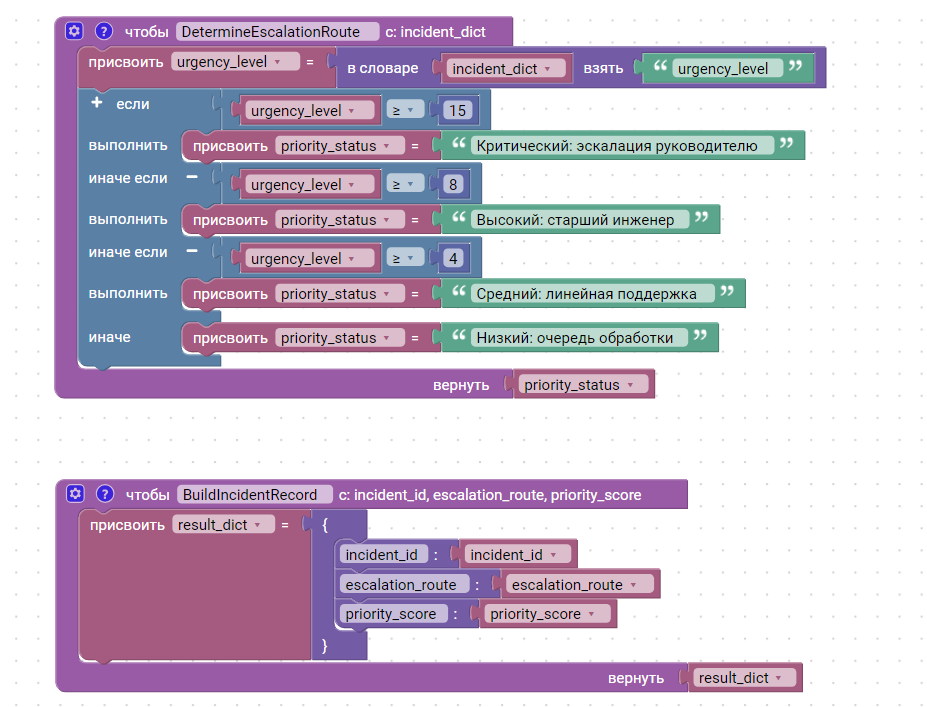 ? чтобы DetermineEscalationRoute с: incident_dict
присвоить urgency_level = в словаре incident_dict взять “ urgency_level ”
+ если urgency_level ≥ 15
выполнить присвоить priority_status = “ Критический: эскалация руководителю ”
иначе если − urgency_level ≥ 8
выполнить присвоить priority_status = “ Высокий: старший инженер ”
иначе если − urgency_level ≥ 4
выполнить присвоить priority_status = “ Средний: линейная поддержка ”
иначе присвоить priority_status = “ Низкий: очередь обработки ”
вернуть priority_status
? чтобы BuildIncidentRecord с: incident_id, escalation_route, priority_score
присвоить result_dict = {
incident_id : incident_id
escalation_route : escalation_route
priority_score : priority_score
}
вернуть result_dict